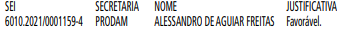 SEI SECRETARIA NOME JUSTIFICATIVA
6010.2021/0001159-4 PRODAM ALESSANDRO DE AGUIAR FREITAS Favorável.